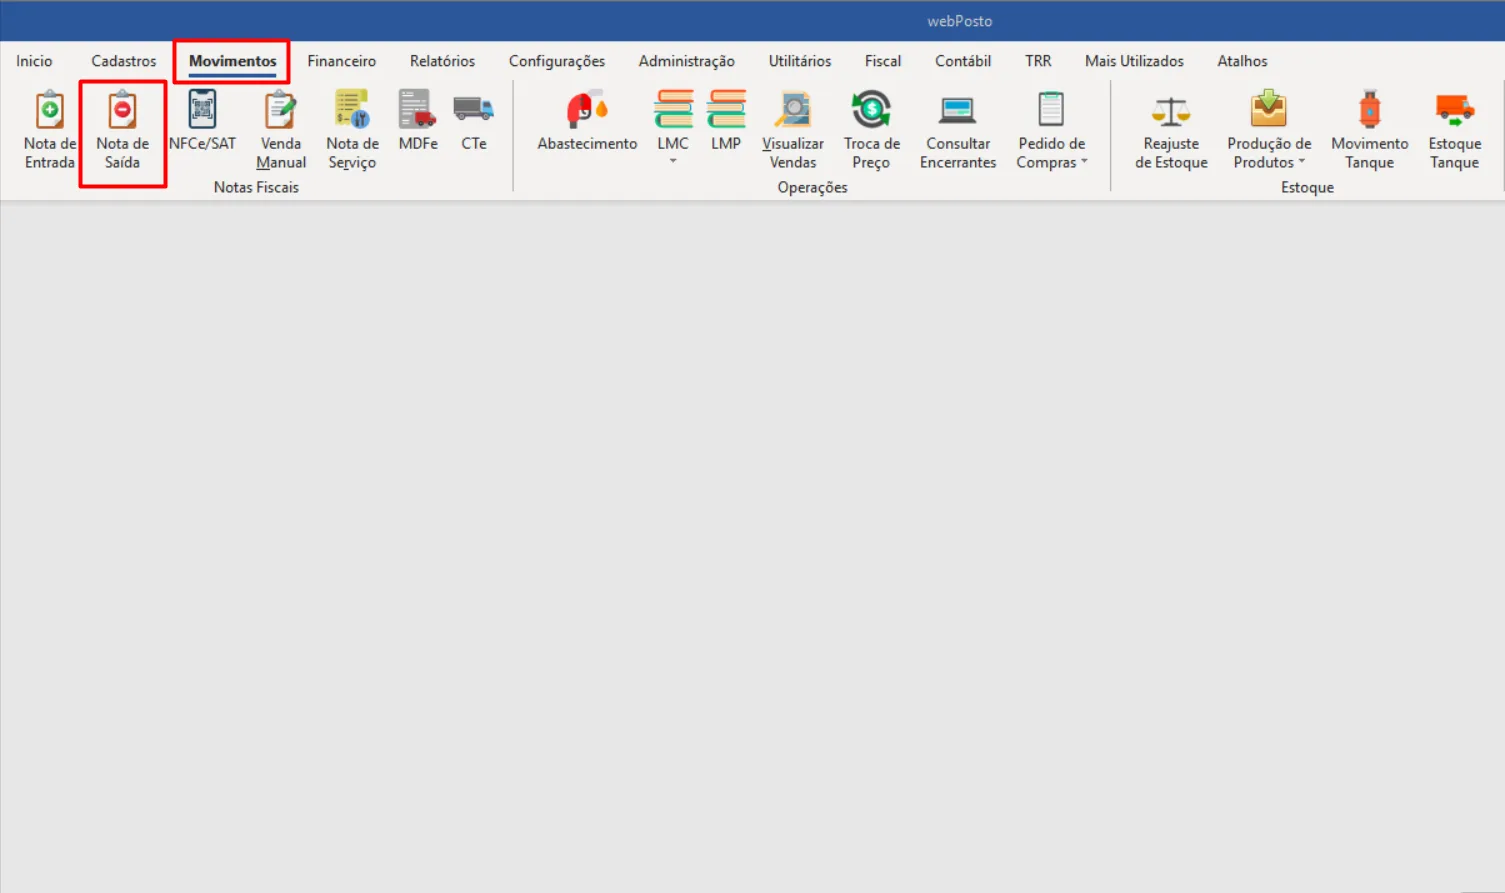 webPosto
Inicio Cadastros Movimentos Financeiro Relatórios Configurações Administração Utilitários Fiscal Contábil TRR Mais Utilizados Atalhos
Nota de Entrada
Nota de Saída
NFCe/SAT
Venda Manual
Nota de Serviço
MDFe
CTe
Notas Fiscais
Abastecimento
LMC
LMP
Visualizar Vendas
Troca de Preço
Consultar Encerrantes
Pedido de Compras
Operações
Reajuste de Estoque
Produção de Produtos
Movimento Tanque
Estoque Tanque
Estoque